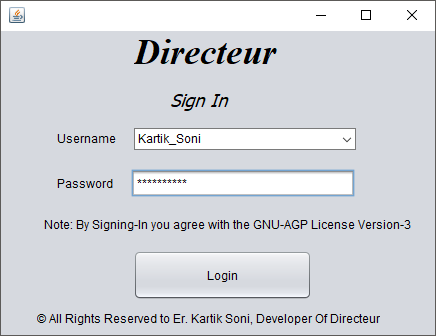 Directeur
Sign In
Username Kartik_Soni
Password **********
Note: By Signing-In you agree with the GNU-AGP License Version-3
Login
© All Rights Reserved to Er. Kartik Soni, Developer Of Directeur